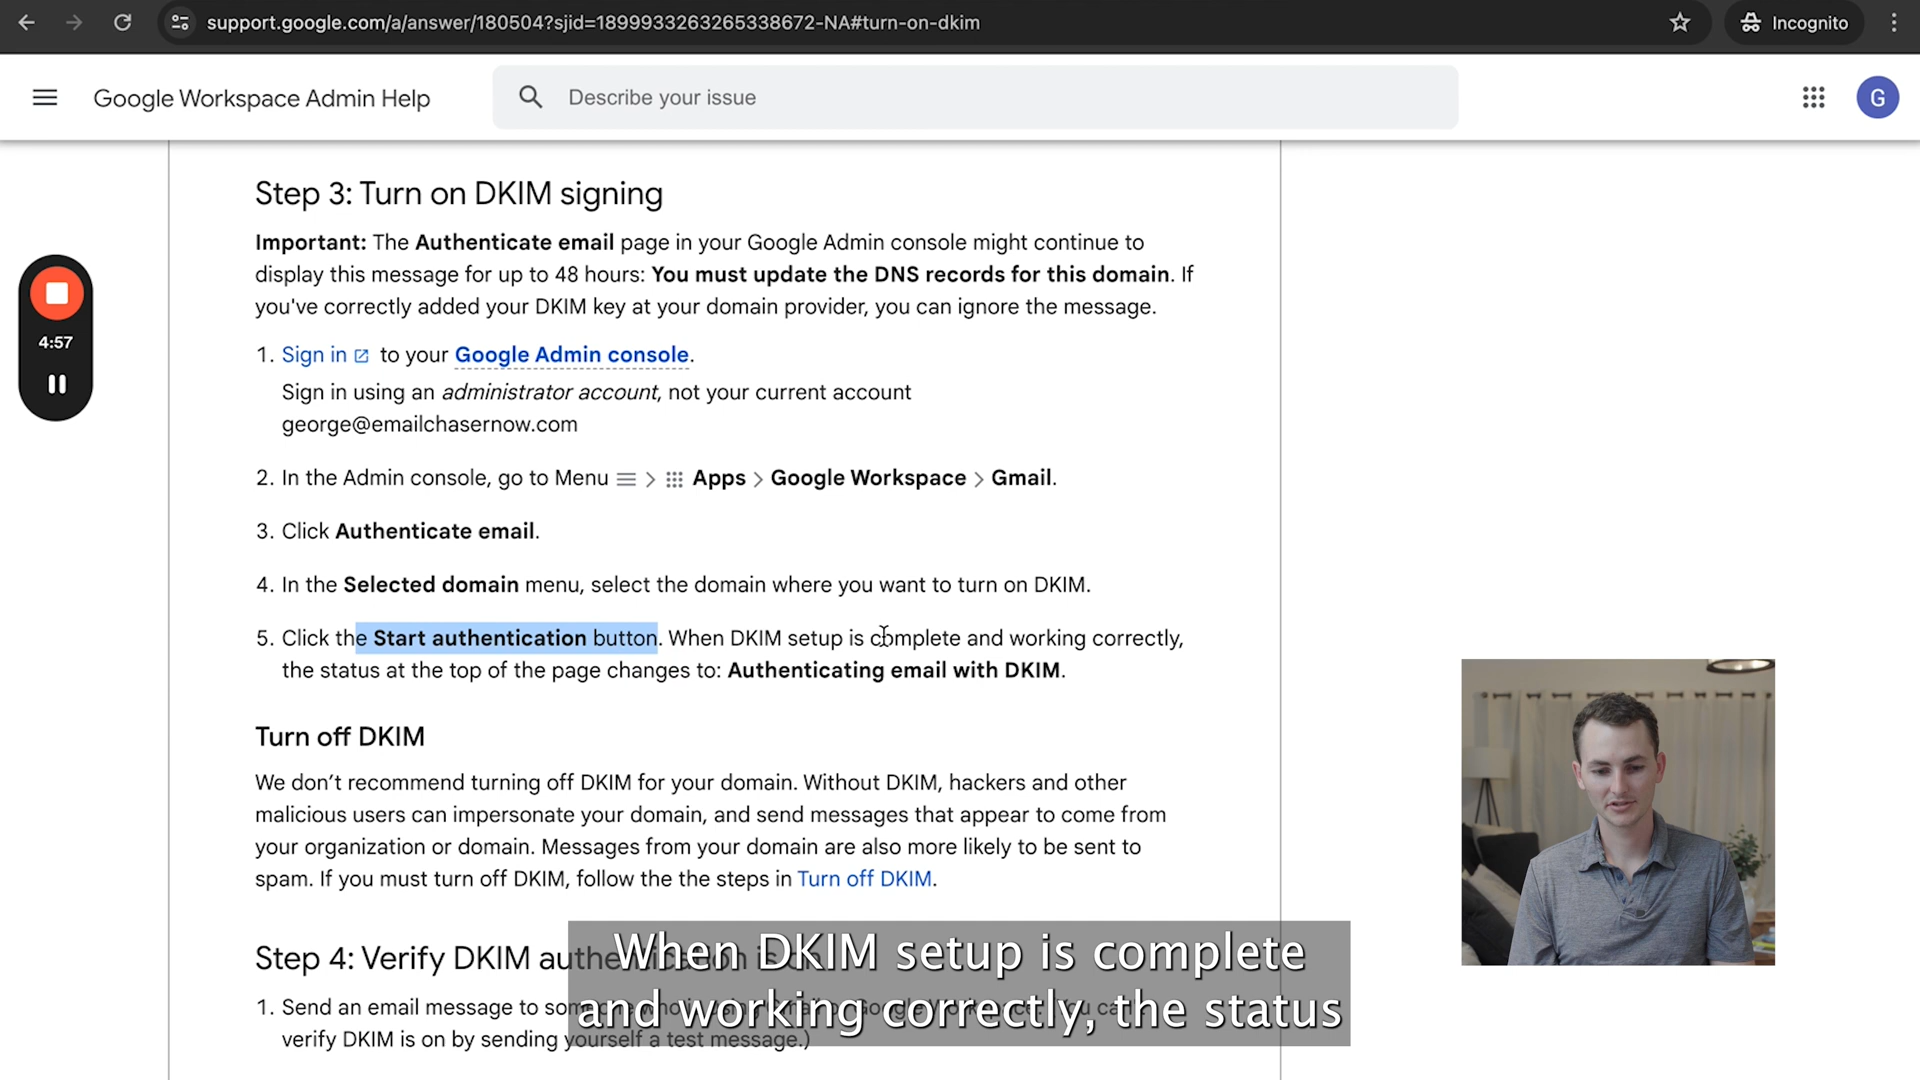 support.google.com/a/answer/180504?sjid=1899933263265338672-NA#turn-on-dkim
Incognito
Google Workspace Admin Help
Describe your issue
G
Step 3: Turn on DKIM signing
Important: The Authenticate email page in your Google Admin console might continue to
display this message for up to 48 hours: You must update the DNS records for this domain. If
you've correctly added your DKIM key at your domain provider, you can ignore the message.
4:57
1. Sign in to your Google Admin console.
Sign in using an administrator account, not your current account
george@emailchasernow.com
2. In the Admin console, go to Menu > Apps > Google Workspace > Gmail.
3. Click Authenticate email.
4. In the Selected domain menu, select the domain where you want to turn on DKIM.
5. Click the Start authentication button. When DKIM setup is complete and working correctly,
the status at the top of the page changes to: Authenticating email with DKIM.
Turn off DKIM
We don’t recommend turning off DKIM for your domain. Without DKIM, hackers and other
malicious users can impersonate your domain, and send messages that appear to come from
your organization or domain. Messages from your domain are also more likely to be sent to
spam. If you must turn off DKIM, follow the the steps in Turn off DKIM.
Step 4: Verify DKIM
When DKIM setup is complete
1. Send an email message to
and working correctly, the status
verify DKIM is on by sending yourself a test message.)